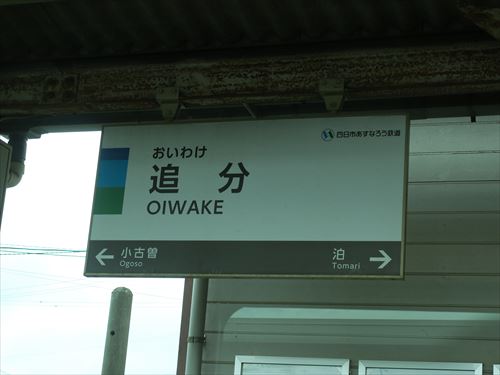 四日市あすなろう鉄道
おいわけ
追分
OIWAKE
小古曽
Ogoso
泊
Tomari